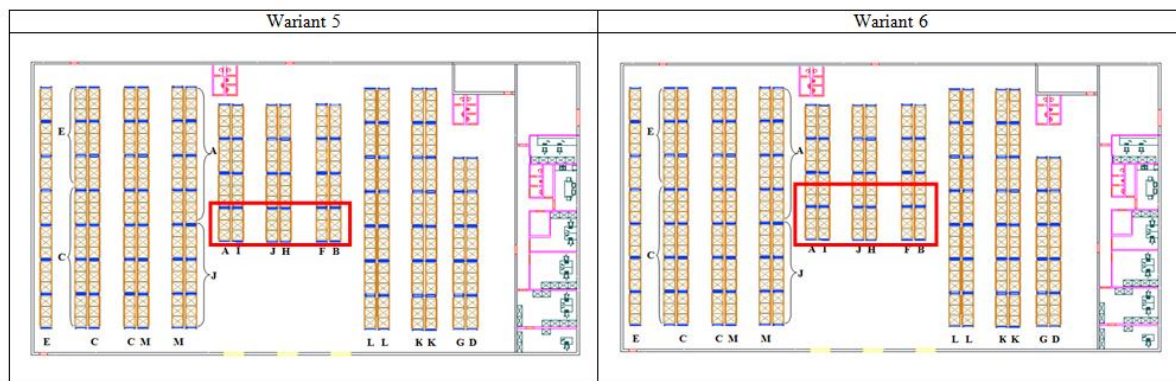 Wariant 5
Wariant 6
E
A
A I
J H
F B
C
J
E
C
C M
M
L L
K K
G D
E
A
A I
J H
F B
C
J
E
C
C M
M
L L
K K
G D